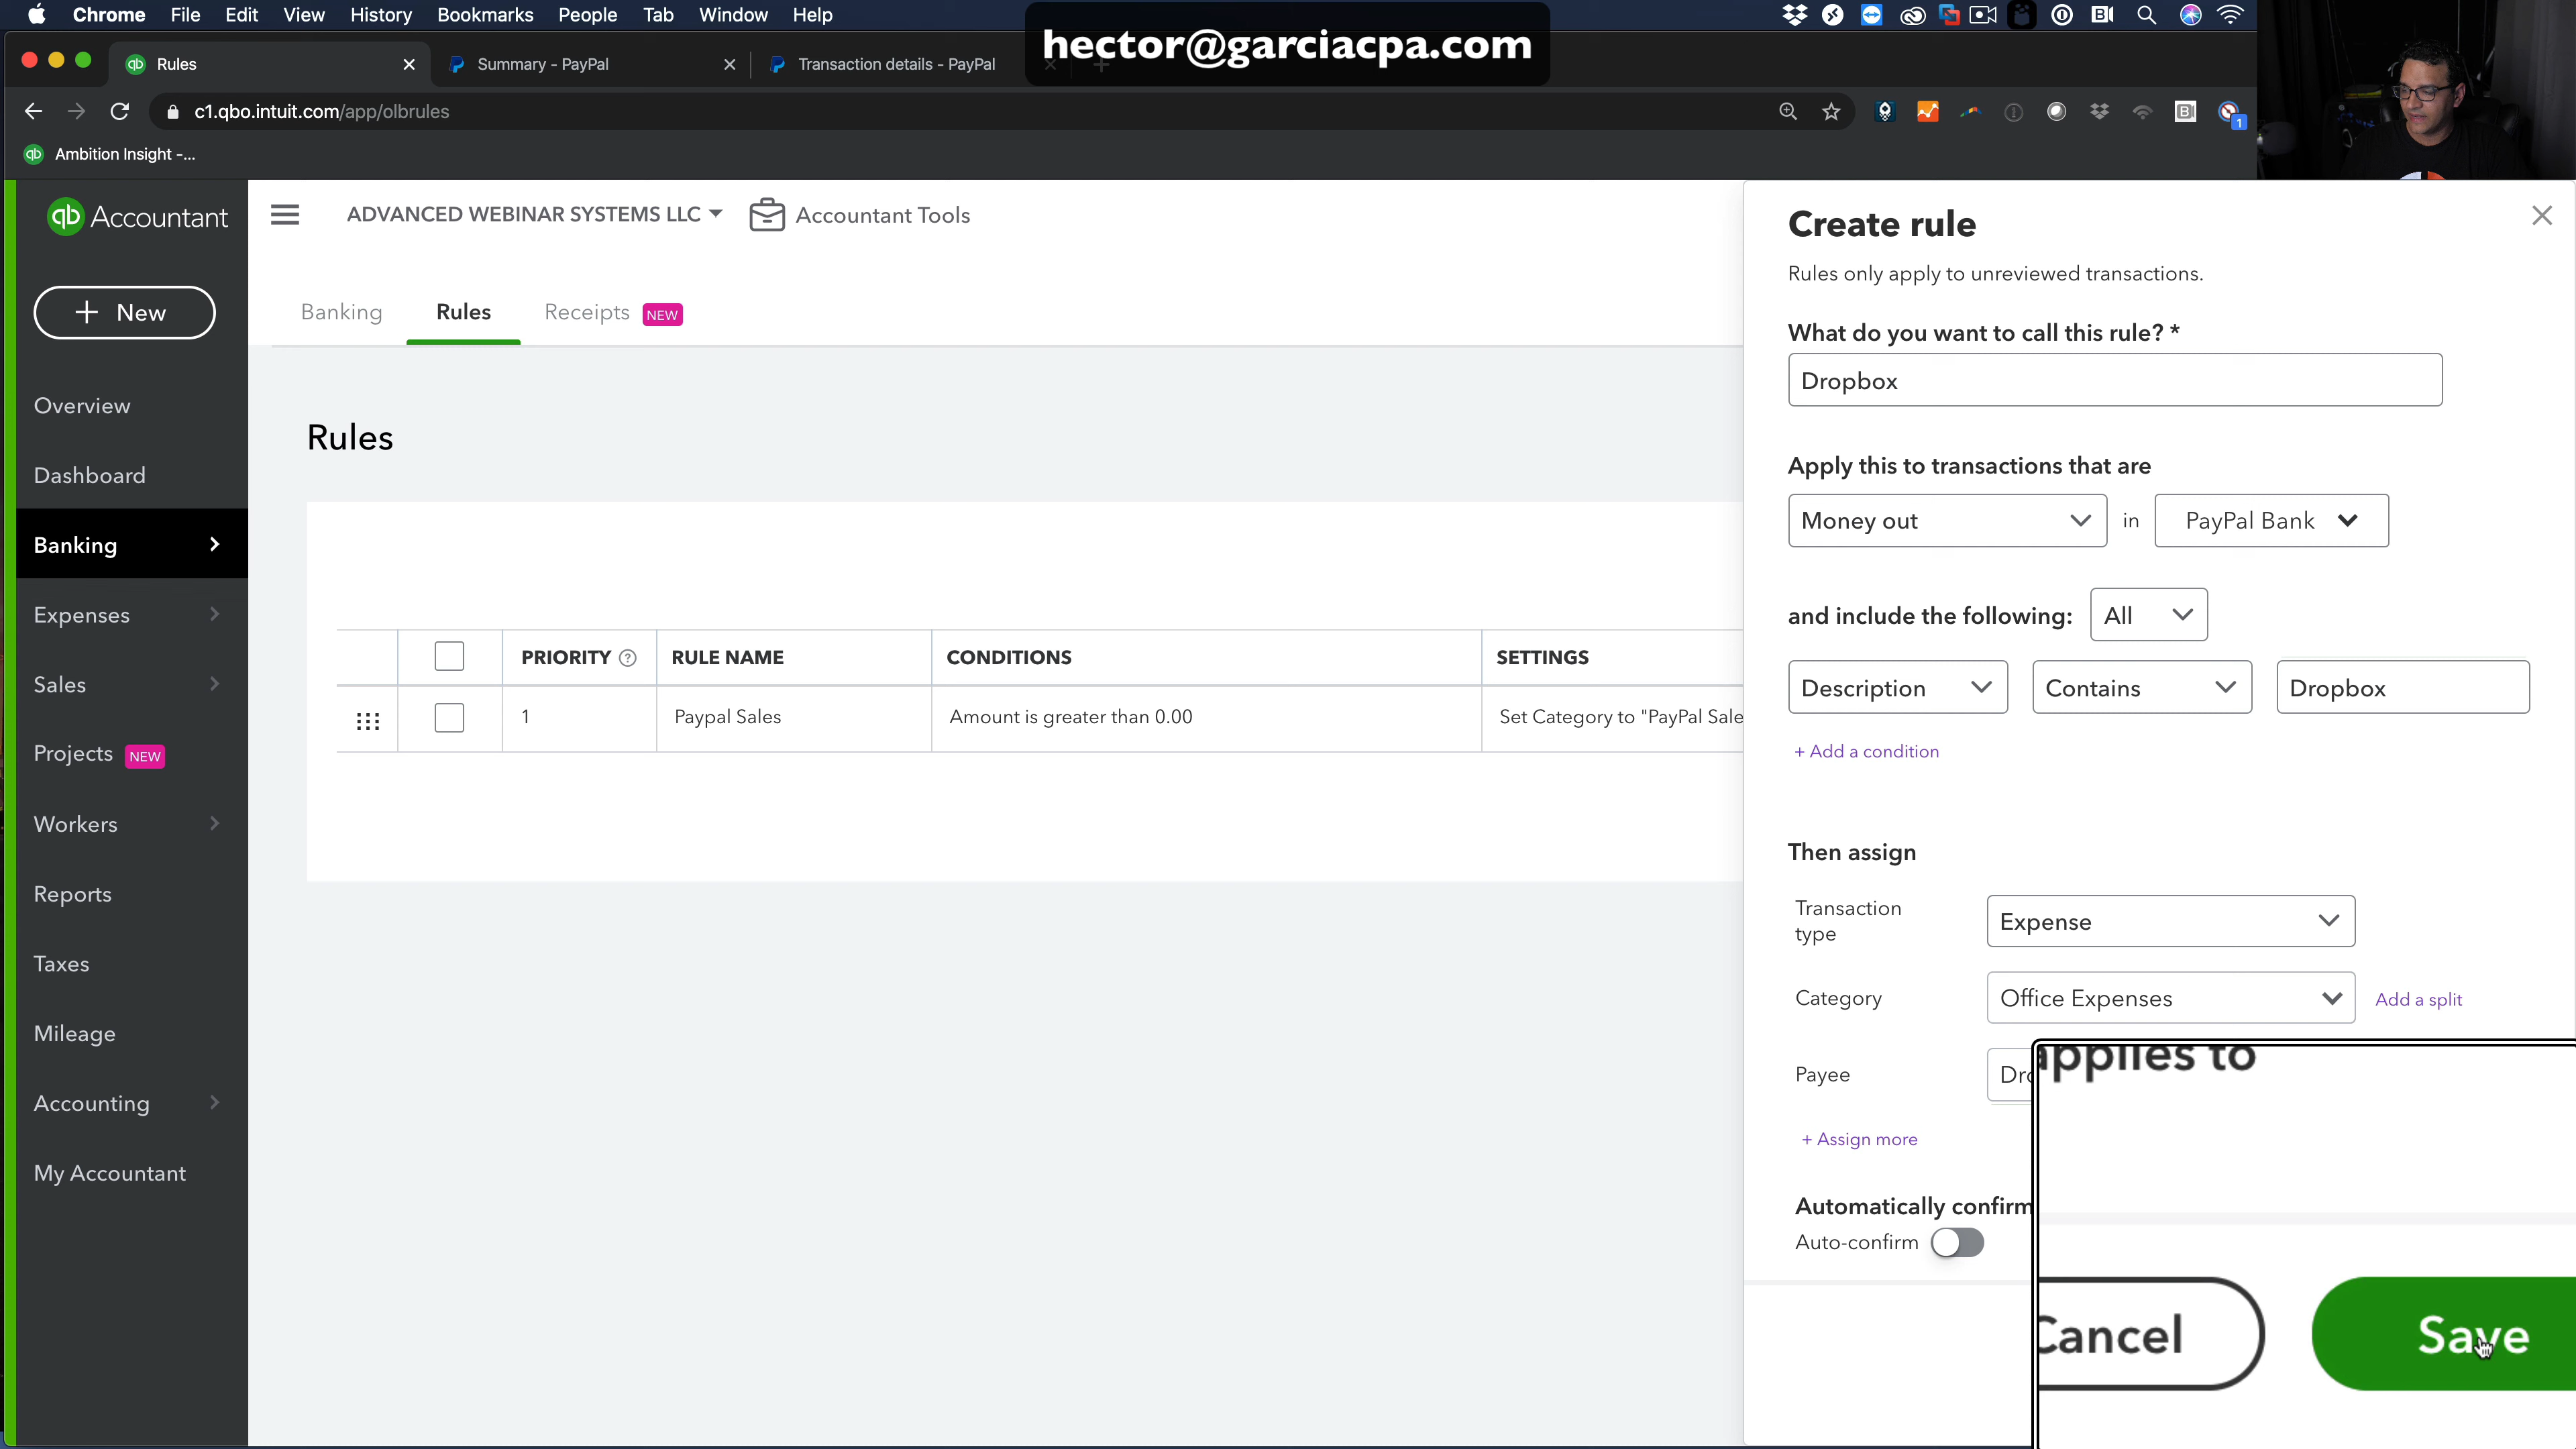 Chrome File Edit View History Bookmarks People Tab Window Help
hector@garciacpa.com
Rules
Summary - PayPal
Transaction details - PayPal
c1.qbo.intuit.com/app/olbrules
1
qb Ambition Insight -...
qb Accountant
ADVANCED WEBINAR SYSTEMS LLC
Accountant Tools
+ New
Overview
Dashboard
Banking
Expenses
Sales
Projects NEW
Workers
Reports
Taxes
Mileage
Accounting
My Accountant
Banking Rules Receipts NEW
Rules
PRIORITY ? RULE NAME CONDITIONS SETTINGS
1 Paypal Sales Amount is greater than 0.00 Set Category to "PayPal Sale
Create rule
Rules only apply to unreviewed transactions.
What do you want to call this rule? *
Dropbox
Apply this to transactions that are
Money out in PayPal Bank
and include the following: All
Description Contains Dropbox
+ Add a condition
Then assign
Transaction
type
Expense
Category Office Expenses Add a split
Payee Dro
applies to
+ Assign more
Automatically confirm
Auto-confirm
Cancel Save